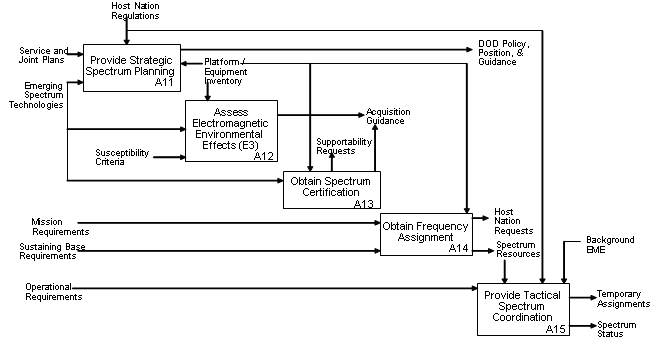 Host Nation
Regulations
Service and
Joint Plans
Provide Strategic
Spectrum Planning
A11
DOD Policy,
Position, &
Guidance
Emerging
Spectrum
Technologies
Platform /
Equipment
Inventory
Assess
Electromagnetic
Environmental
Effects (E3)
A12
Acquisition
Guidance
Susceptibility
Criteria
Supportability
Requests
Obtain Spectrum
Certification
A13
Mission
Requirements
Sustaining Base
Requirements
Obtain Frequency
Assignment
A14
Host
Nation
Requests
Spectrum
Resources
Background
EME
Operational
Requirements
Provide Tactical
Spectrum
Coordination
A15
Temporary
Assignments
Spectrum
Status